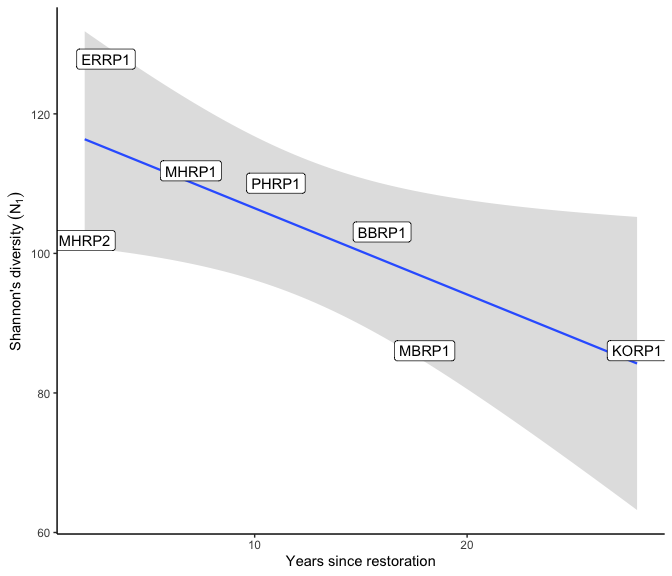 ERRP1
120
MHRP1
PHRP1
BBRP1
MHRP2
100
MBRP1
KORP1
80
60
10
20
Years since restoration
Shannon's diversity (N₁)